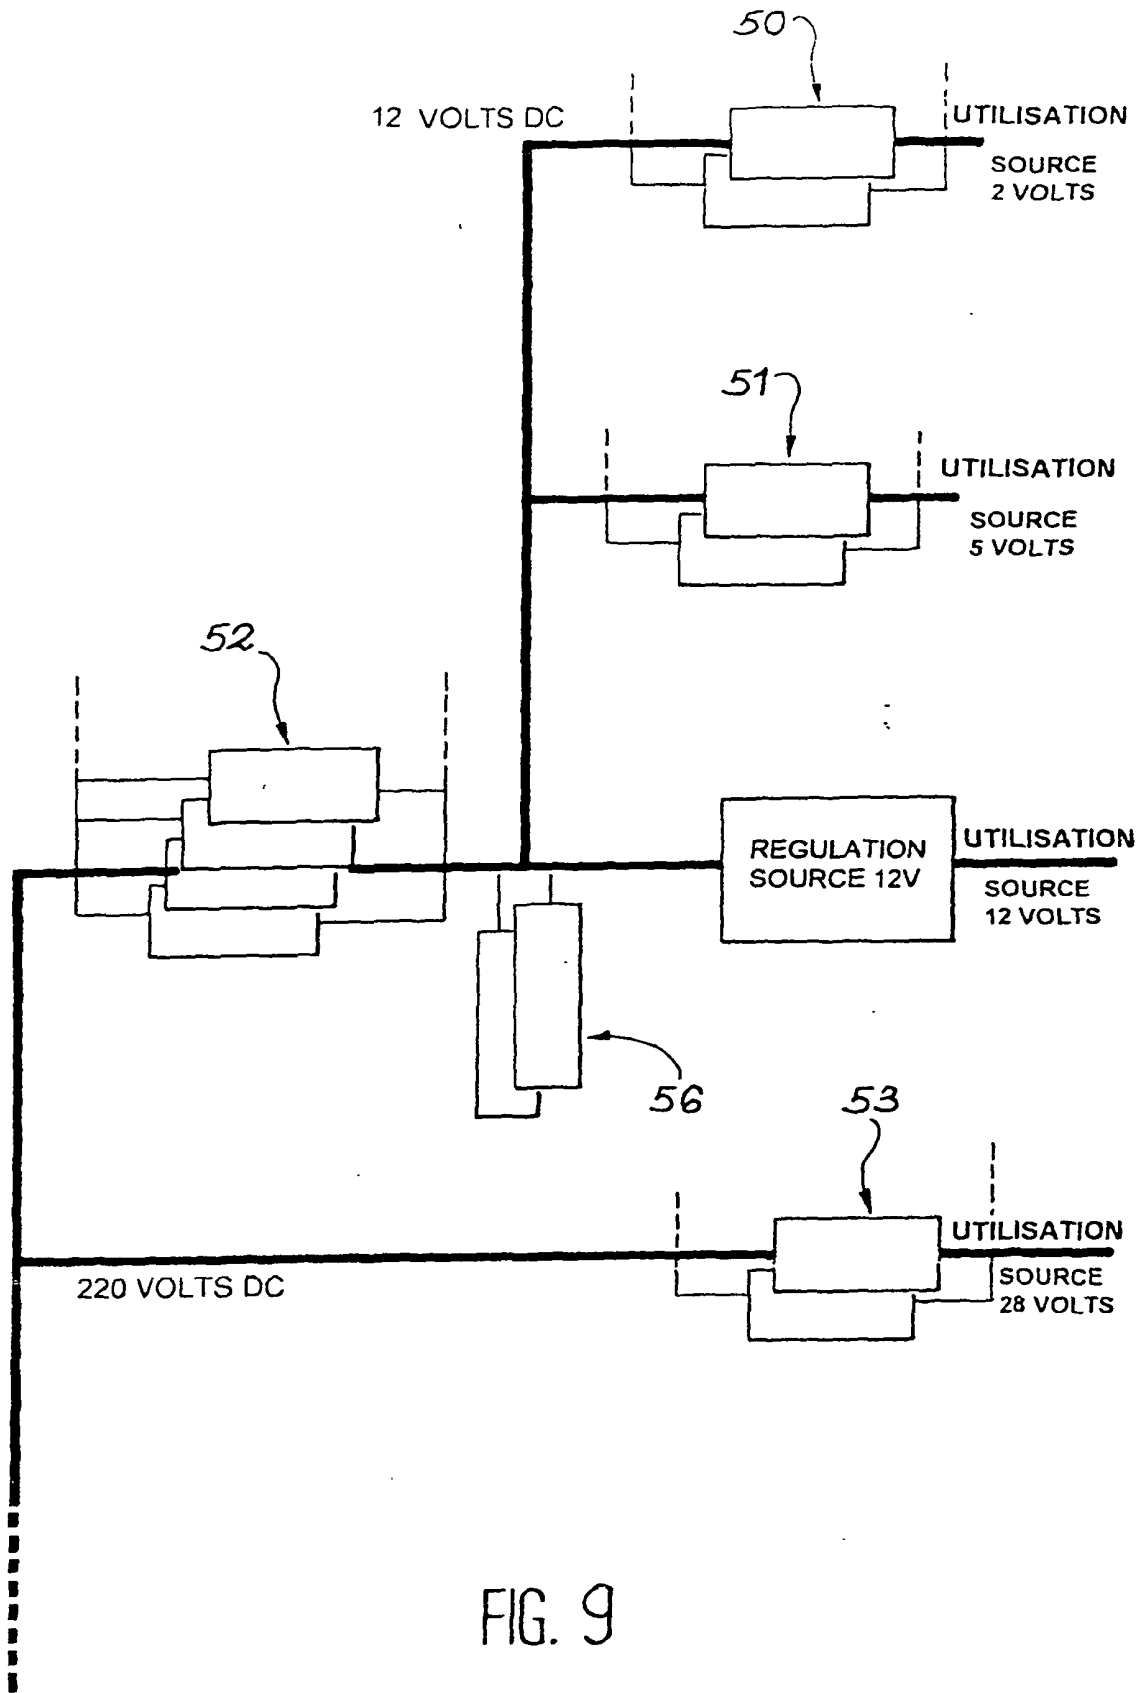 50
12 VOLTS DC
UTILISATION
SOURCE
2 VOLTS
51
UTILISATION
SOURCE
5 VOLTS
52
REGULATION
SOURCE 12V
UTILISATION
SOURCE
12 VOLTS
56
53
UTILISATION
SOURCE
28 VOLTS
220 VOLTS DC
FIG. 9